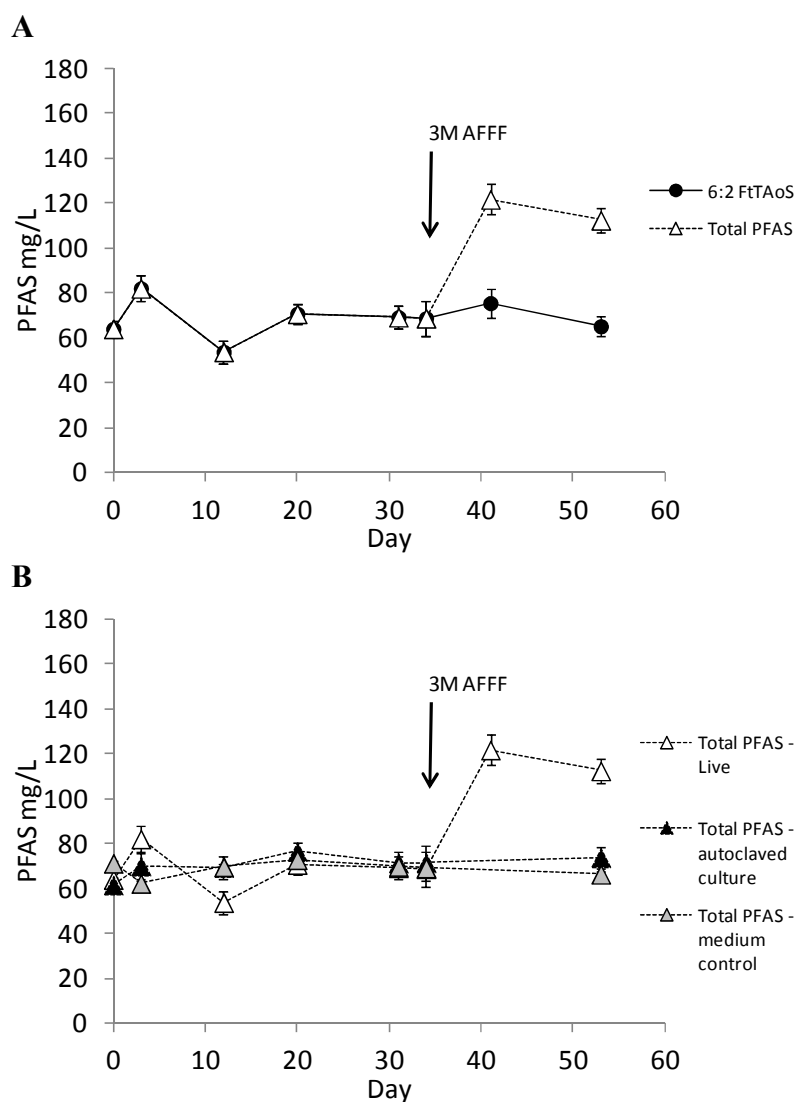 A
180
160
140
120
100
80
60
40
20
0
PFAS mg/L
3M AFFF
6:2 FtTAoS
Total PFAS
0 10 20 30 40 50 60
Day
B
180
160
140
120
100
80
60
40
20
0
PFAS mg/L
3M AFFF
Total PFAS -
Live
Total PFAS -
autoclaved
culture
Total PFAS -
medium
control
0 10 20 30 40 50 60
Day